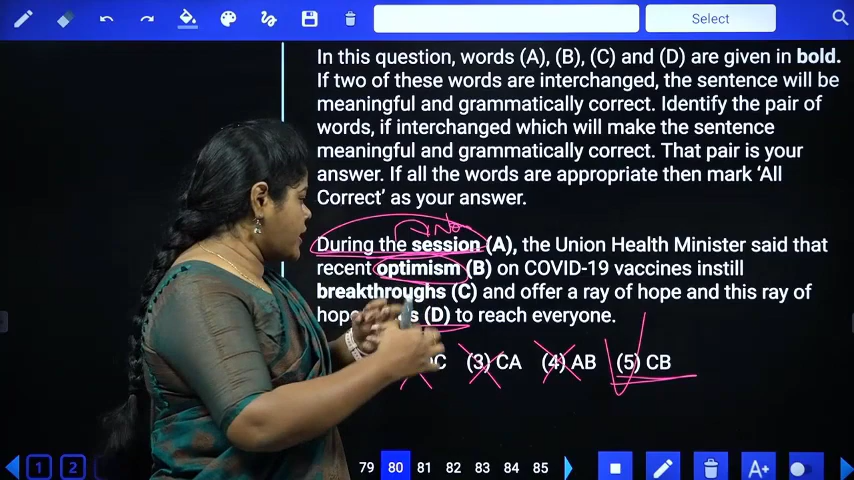 Select
In this question, words (A), (B), (C) and (D) are given in bold.
If two of these words are interchanged, the sentence will be
meaningful and grammatically correct. Identify the pair of
words, if interchanged which will make the sentence
meaningful and grammatically correct. That pair is your
answer. If all the words are appropriate then mark ‘All
Correct’ as your answer.
During the session (A), the Union Health Minister said that
recent optimism (B) on COVID-19 vaccines instill
breakthroughs (C) and offer a ray of hope and this ray of
(D) to reach everyone.
(3) CA (4) AB (5) CB
1 2 79 80 81 82 83 84 85 A+